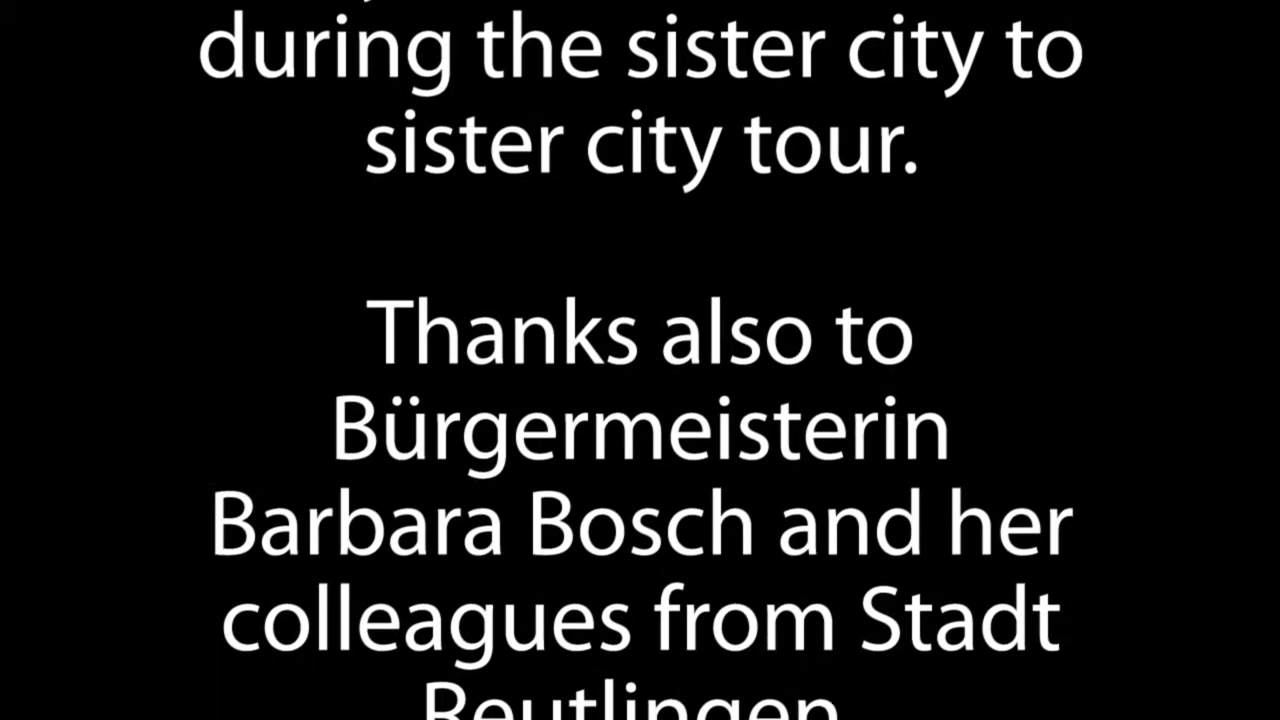 during the sister city to
sister city tour.
Thanks also to
Bürgermeisterin
Barbara Bosch and her
colleagues from Stadt
Reutlingen